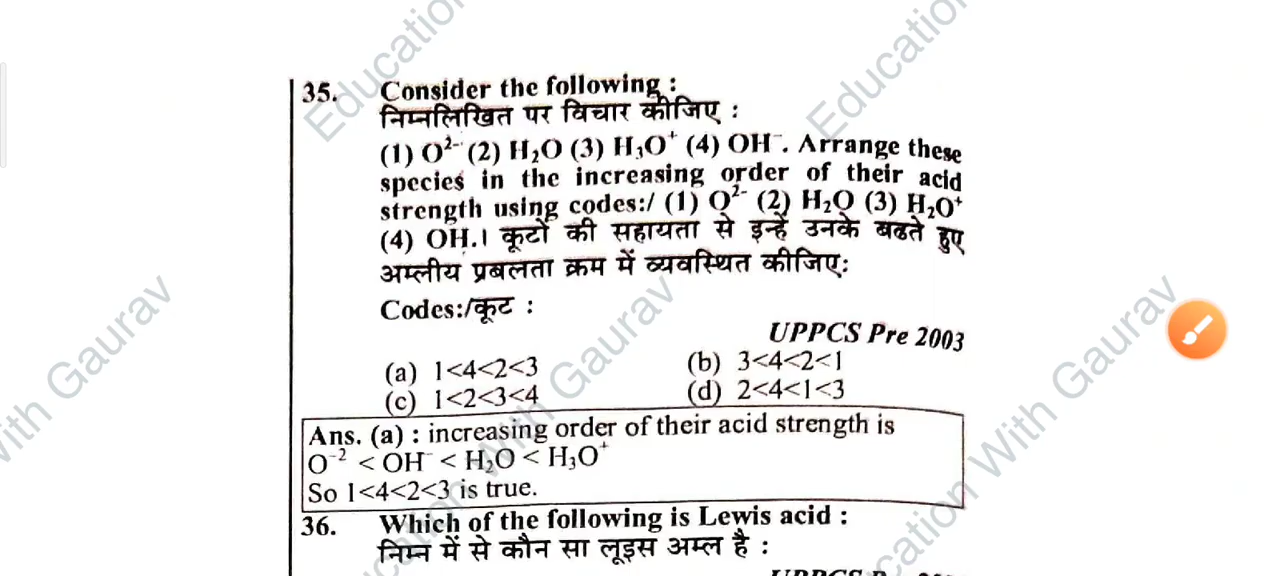 35. Consider the following :
निम्नलिखित पर विचार कीजिए :
(1) O²⁻ (2) H₂O (3) H₃O⁺ (4) OH⁻. Arrange these
species in the increasing order of their acid
strength using codes:/ (1) O²⁻ (2) H₂O (3) H₂O⁺
(4) OH.। कूटों की सहायता से इन्हें उनके बढते हुए
अम्लीय प्रबलता क्रम में व्यवस्थित कीजिएः
Codes:/कूट :
UPPCS Pre 2003
(a) 1<4<2<3 (b) 3<4<2<1
(c) 1<2<3<4 (d) 2<4<1<3
Ans. (a) : increasing order of their acid strength is
O⁻² < OH⁻ < H₂O < H₃O⁺
So 1<4<2<3 is true.
36. Which of the following is Lewis acid :
निम्न में से कौन सा लूइस अम्ल है :
Education With Gaurav